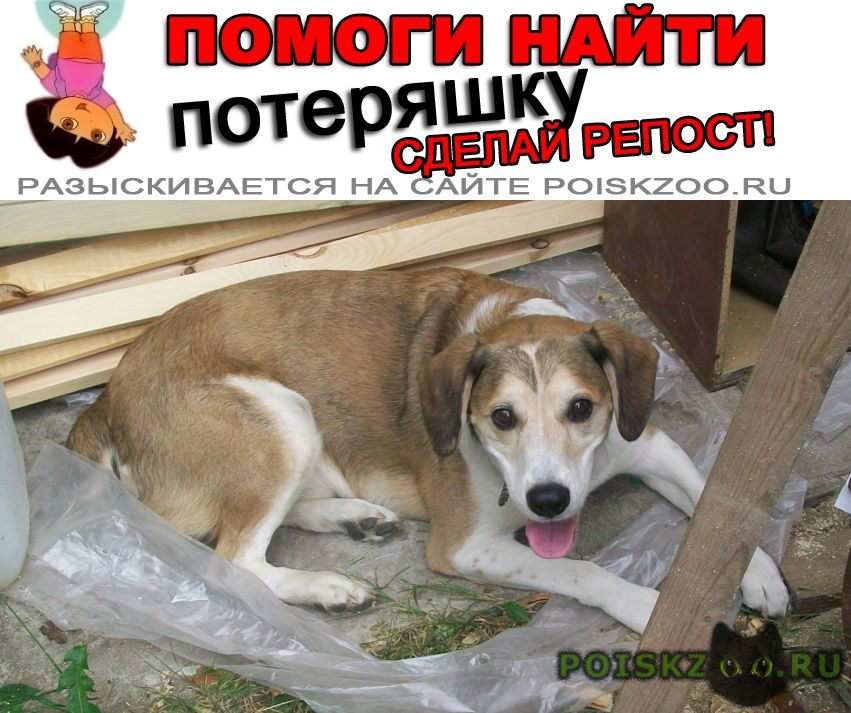 ПОМОГИ НАЙТИ
потеряшку
СДЕЛАЙ РЕПОСТ!
РАЗЫСКИВАЕТСЯ НА САЙТЕ POISKZOO.RU
POISKZOO.RU